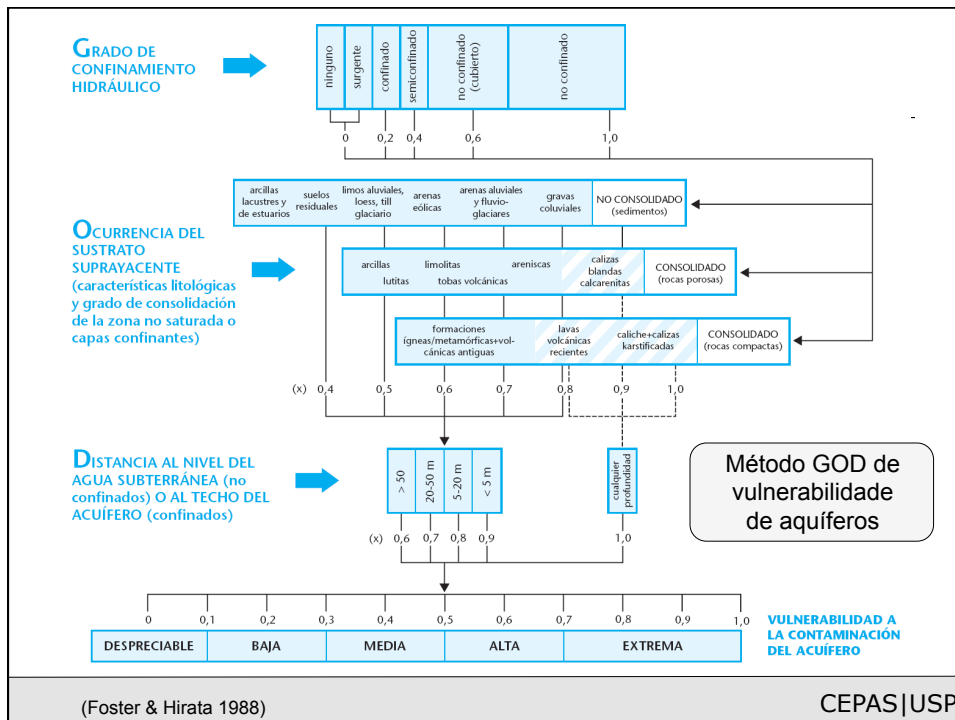 GRADO DE
CONFINAMIENTO
HIDRÁULICO
ninguno
surgente
confinado
semiconfinado
no confinado
(cubierto)
no confinado
0
0,2
0,4
0,6
1,0
OCURRENCIA DEL
SUSTRATO
SUPRAYACENTE
(características litológicas
y grado de consolidación
de la zona no saturada o
capas confinantes)
arcillas
lacustres y
de estuarios
suelos
residuales
limos aluviales,
loess, till
glaciario
arenas
eólicas
arenas aluviales
y fluvio-
glaciares
gravas
coluviales
NO CONSOLIDADO
(sedimentos)
arcillas
lutitas
limolitas
tobas volcánicas
areniscas
calizas
blandas
calcarenitas
CONSOLIDADO
(rocas porosas)
formaciones
ígneas/metamórficas+vol-
cánicas antiguas
lavas
volcánicas
recientes
caliche+calizas
karstificadas
CONSOLIDADO
(rocas compactas)
(x) 0,4 0,5 0,6 0,7 0,8 0,9 1,0
DISTANCIA AL NIVEL DEL
AGUA SUBTERRÁNEA (no
confinados) O AL TECHO DEL
ACUÍFERO (confinados)
> 50
20-50 m
5-20 m
< 5 m
cualquier
profundidad
(x) 0,6 0,7 0,8 0,9 1,0
Método GOD de
vulnerabilidade
de aquíferos
0 0,1 0,2 0,3 0,4 0,5 0,6 0,7 0,8 0,9 1,0
DESPRECIABLE BAJA MEDIA ALTA EXTREMA
VULNERABILIDAD A
LA CONTAMINACIÓN
DEL ACUÍFERO
(Foster & Hirata 1988)
CEPAS|USP